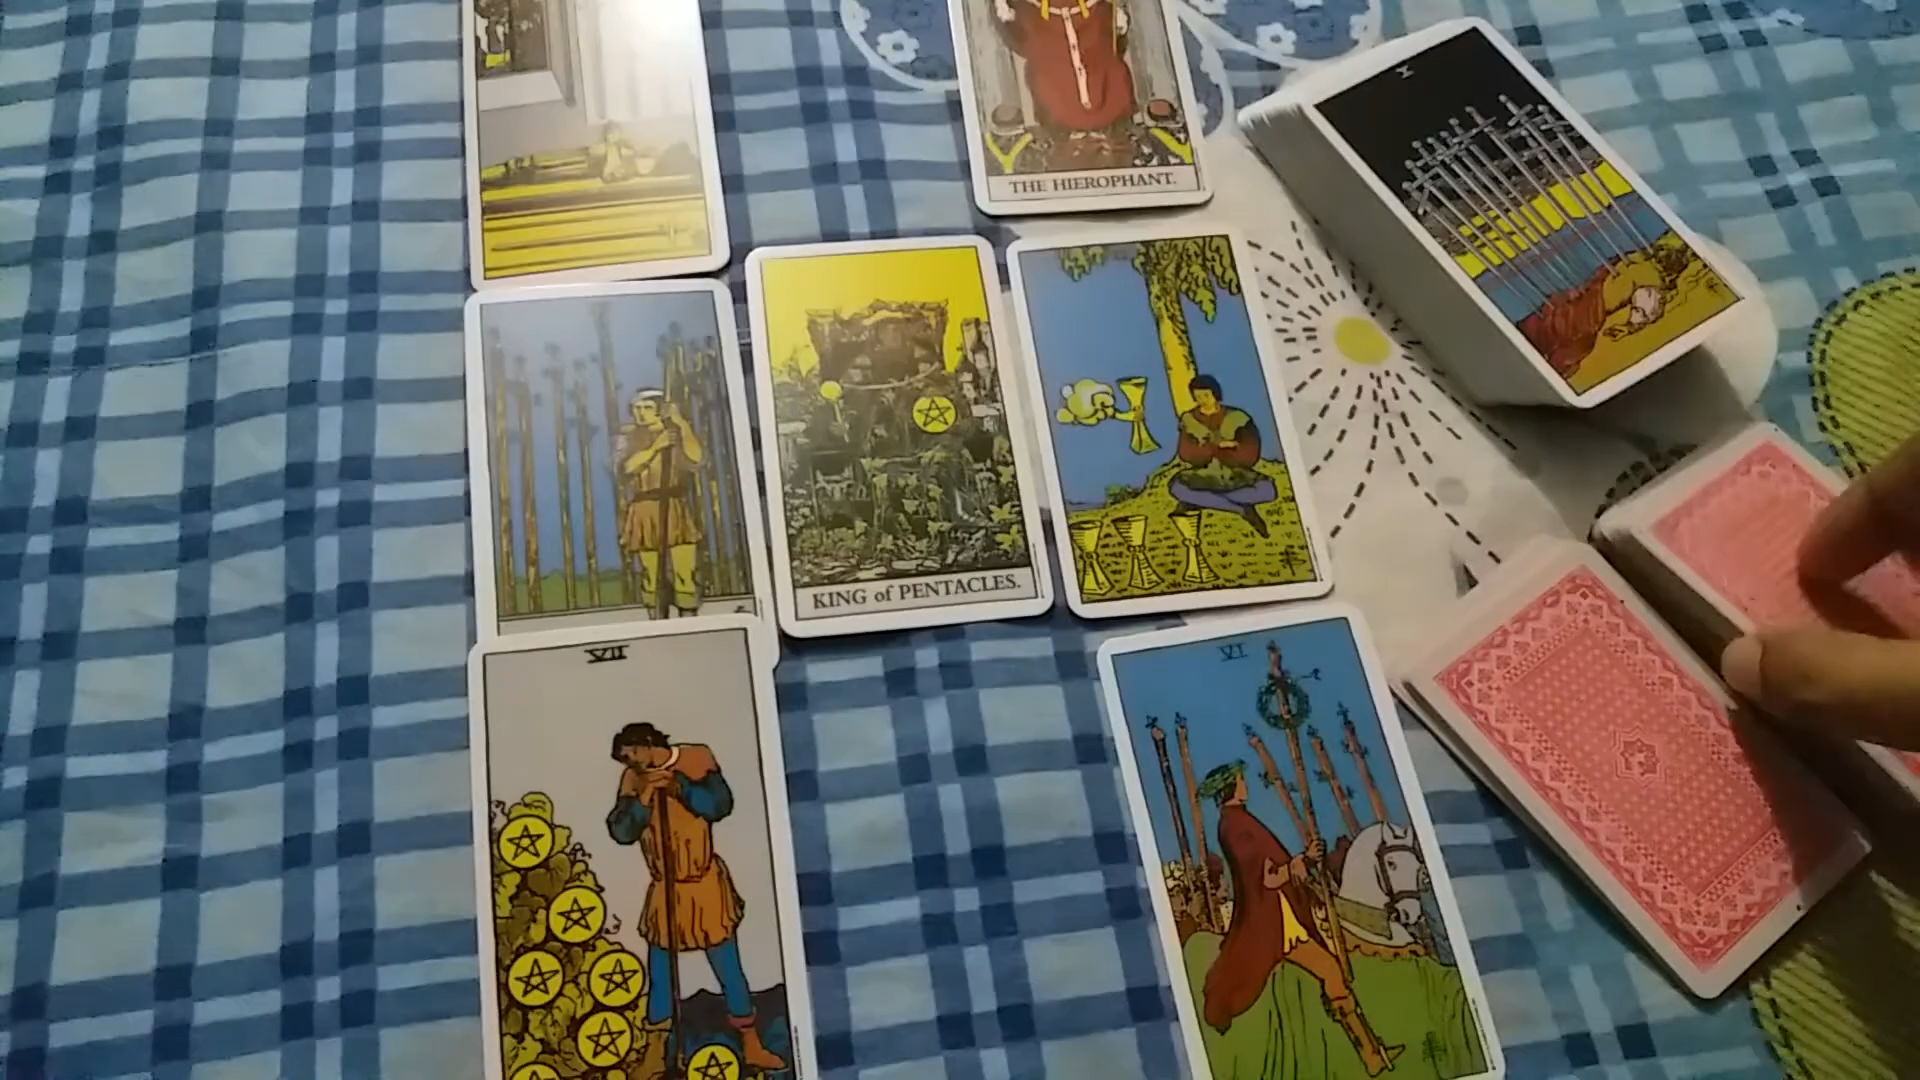 THE HIEROPHANT.
X
KING of PENTACLES.
VII
VI